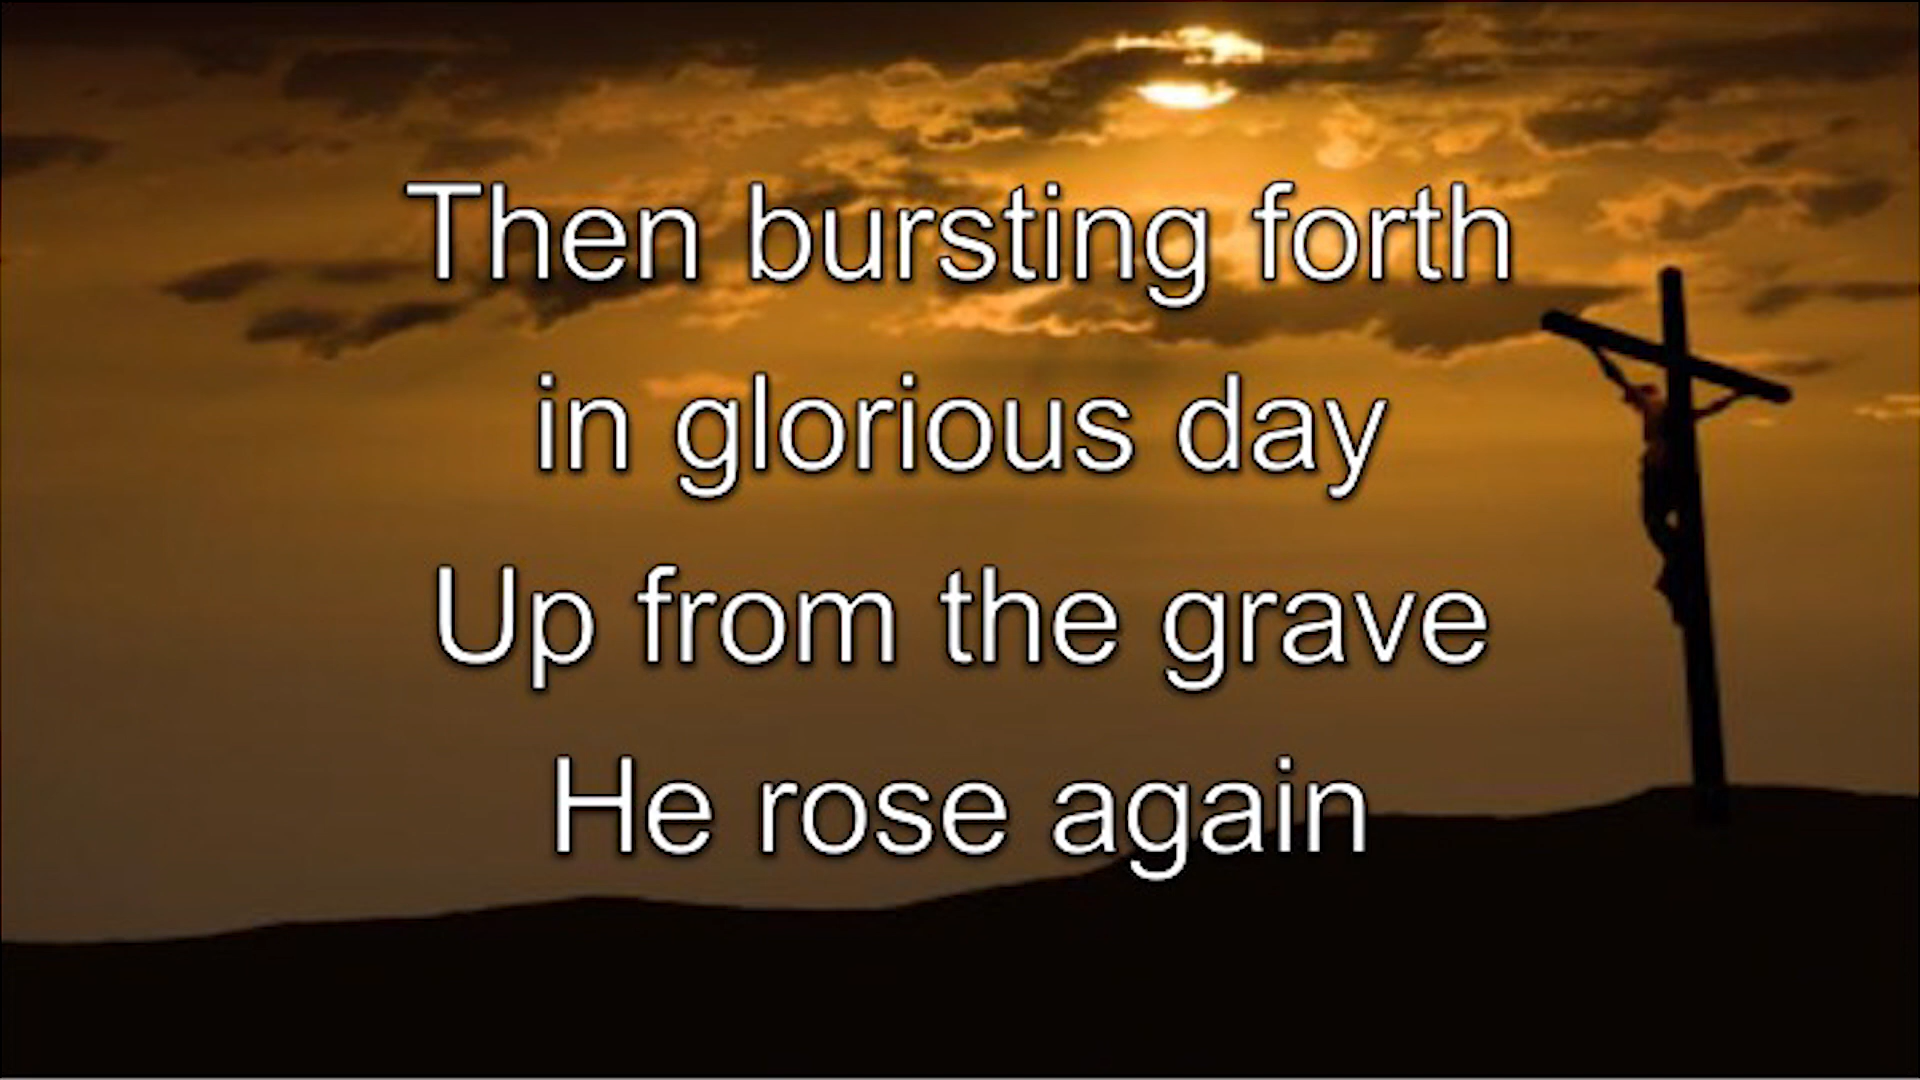 Then bursting forth
in glorious day
Up from the grave
He rose again